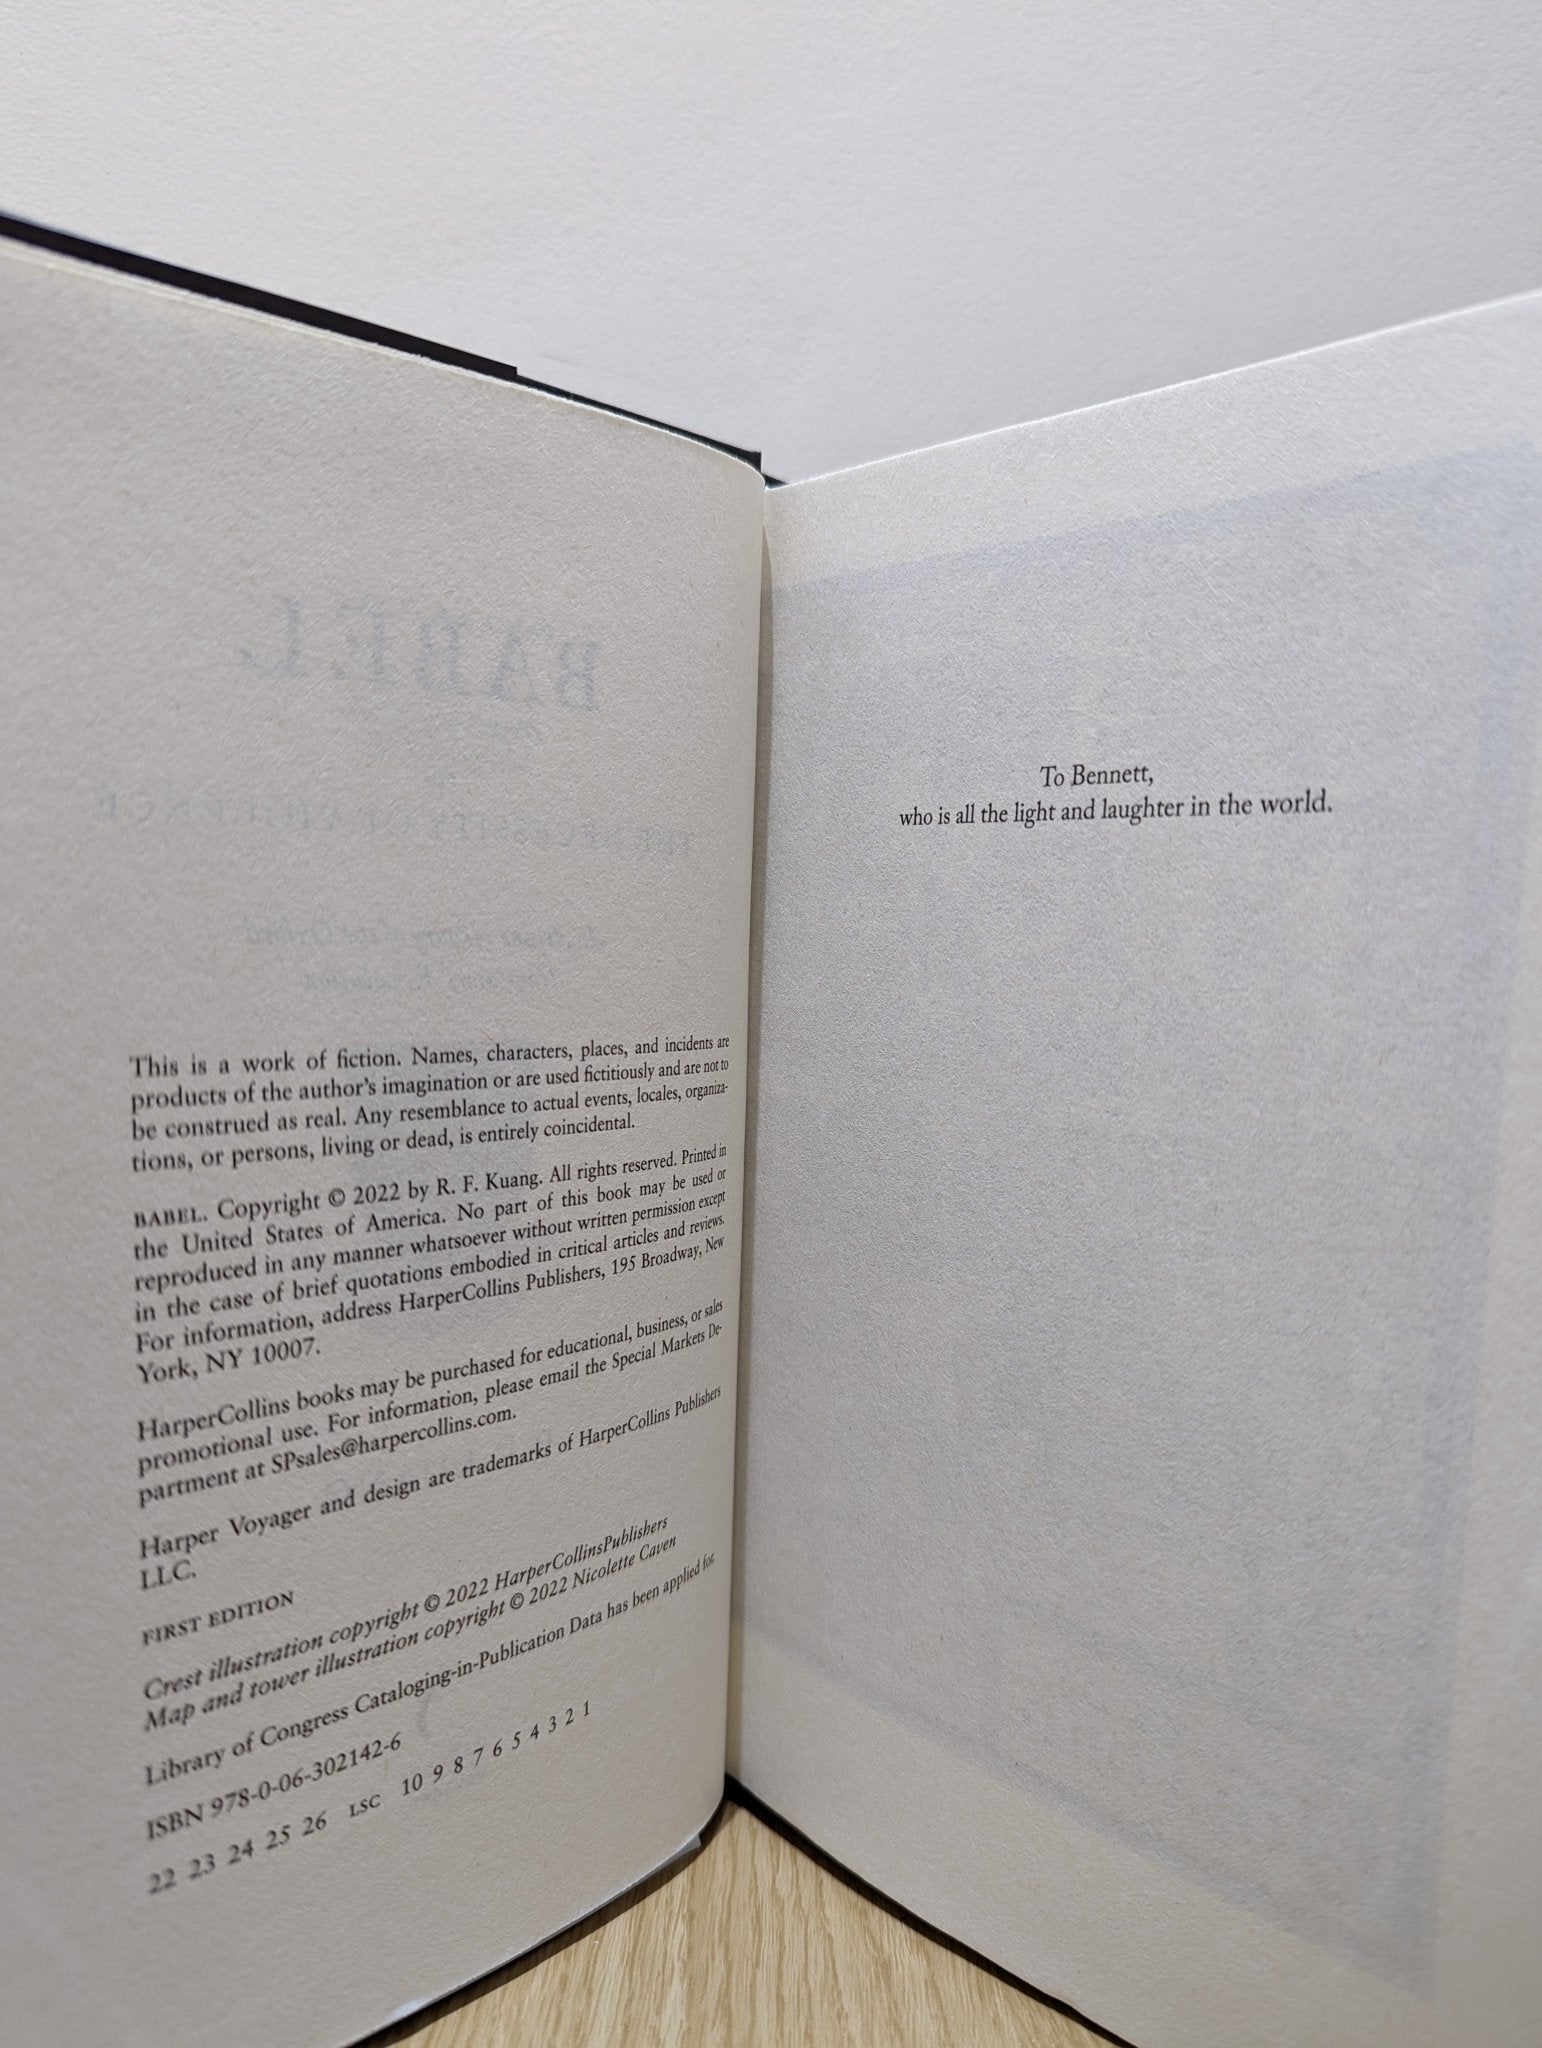 This is a work of fiction. Names, characters, places, and incidents are
products of the author's imagination or are used fictitiously and are not to
be construed as real. Any resemblance to actual events, locales, organiza-
tions, or persons, living or dead, is entirely coincidental.
BABEL. Copyright © 2022 by R. F. Kuang. All rights reserved. Printed in
the United States of America. No part of this book may be used or
reproduced in any manner whatsoever without written permission except
in the case of brief quotations embodied in critical articles and reviews.
For information, address HarperCollins Publishers, 195 Broadway, New
York, NY 10007.
HarperCollins books may be purchased for educational, business, or sales
promotional use. For information, please email the Special Markets De-
partment at SPsales@harpercollins.com.
Harper Voyager and design are trademarks of HarperCollins Publishers
LLC.
FIRST EDITION
Crest illustration copyright © 2022 HarperCollinsPublishers
Map and tower illustration copyright © 2022 Nicolette Caven
Library of Congress Cataloging-in-Publication Data has been applied for.
ISBN 978-0-06-302142-6
22 23 24 25 26 LSC 10 9 8 7 6 5 4 3 2 1
To Bennett,
who is all the light and laughter in the world.